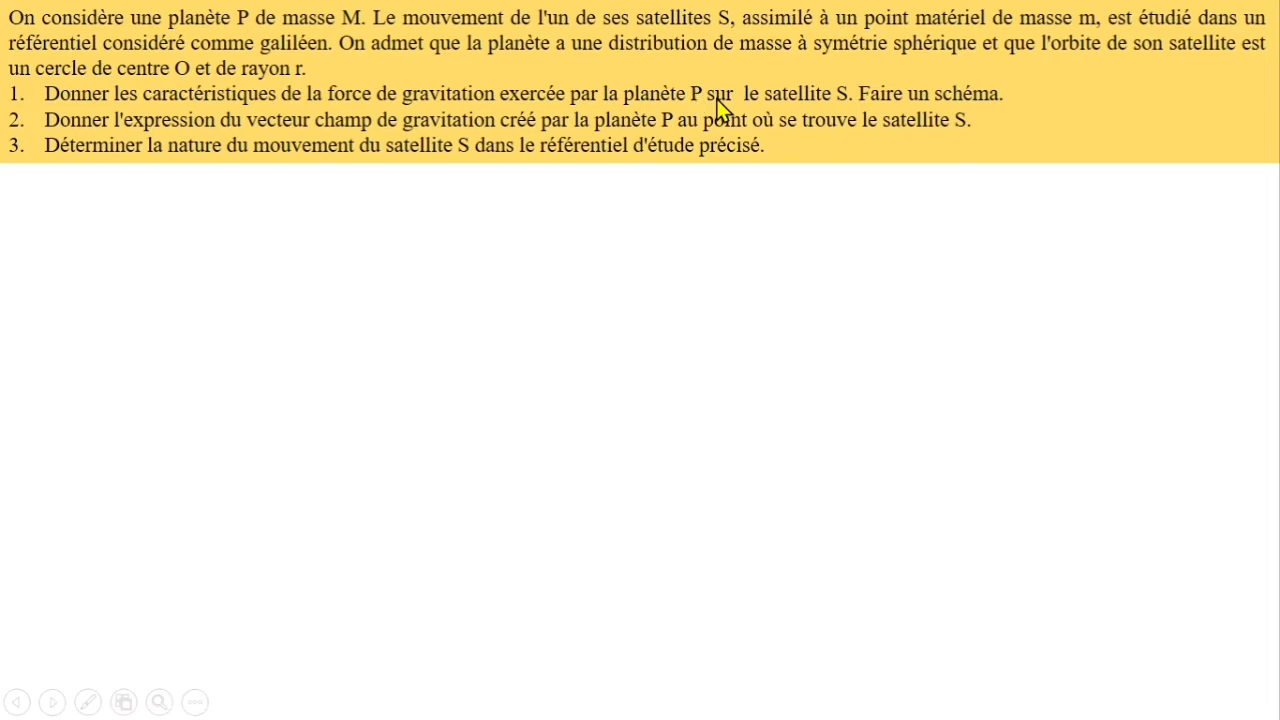 On considère une planète P de masse M. Le mouvement de l'un de ses satellites S, assimilé à un point matériel de masse m, est étudié dans un
référentiel considéré comme galiléen. On admet que la planète a une distribution de masse à symétrie sphérique et que l'orbite de son satellite est
un cercle de centre O et de rayon r.
1. Donner les caractéristiques de la force de gravitation exercée par la planète P sur le satellite S. Faire un schéma.
2. Donner l'expression du vecteur champ de gravitation créé par la planète P au point où se trouve le satellite S.
3. Déterminer la nature du mouvement du satellite S dans le référentiel d'étude précisé.